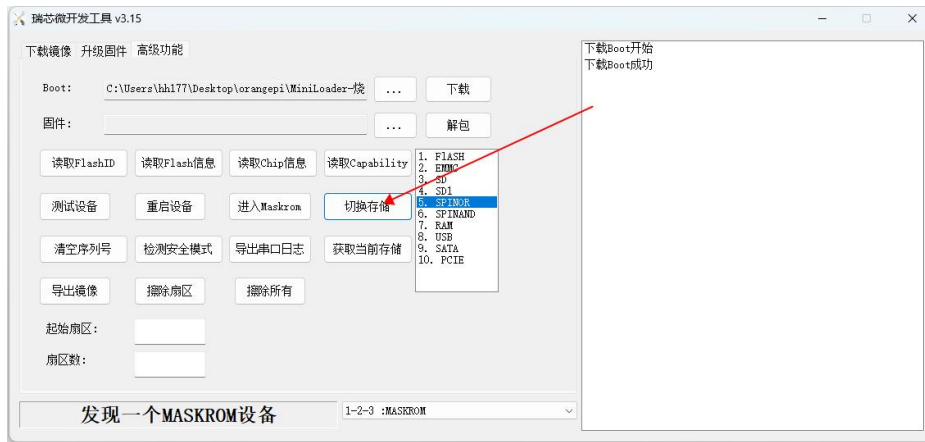 瑞芯微开发工具 v3.15
下载镜像 升级固件 高级功能
Boot: C:\Users\hh177\Desktop\orangepi\MiniLoader-烧 ... 下载
固件: ... 解包
读取FlashID 读取Flash信息 读取Chip信息 读取Capability
测试设备 重启设备 进入Maskrom 切换存储
清空序列号 检测安全模式 导出串口日志 获取当前存储
导出镜像 擦除扇区 擦除所有
起始扇区:
扇区数:
1. FLASH
2. EMMC
3. SD
4. SD1
5. SPINOR
6. SPINAND
7. RAM
8. USB
9. SATA
10. PCIE
发现一个MASKROM设备
1-2-3 :MASKROM
下载Boot开始
下载Boot成功